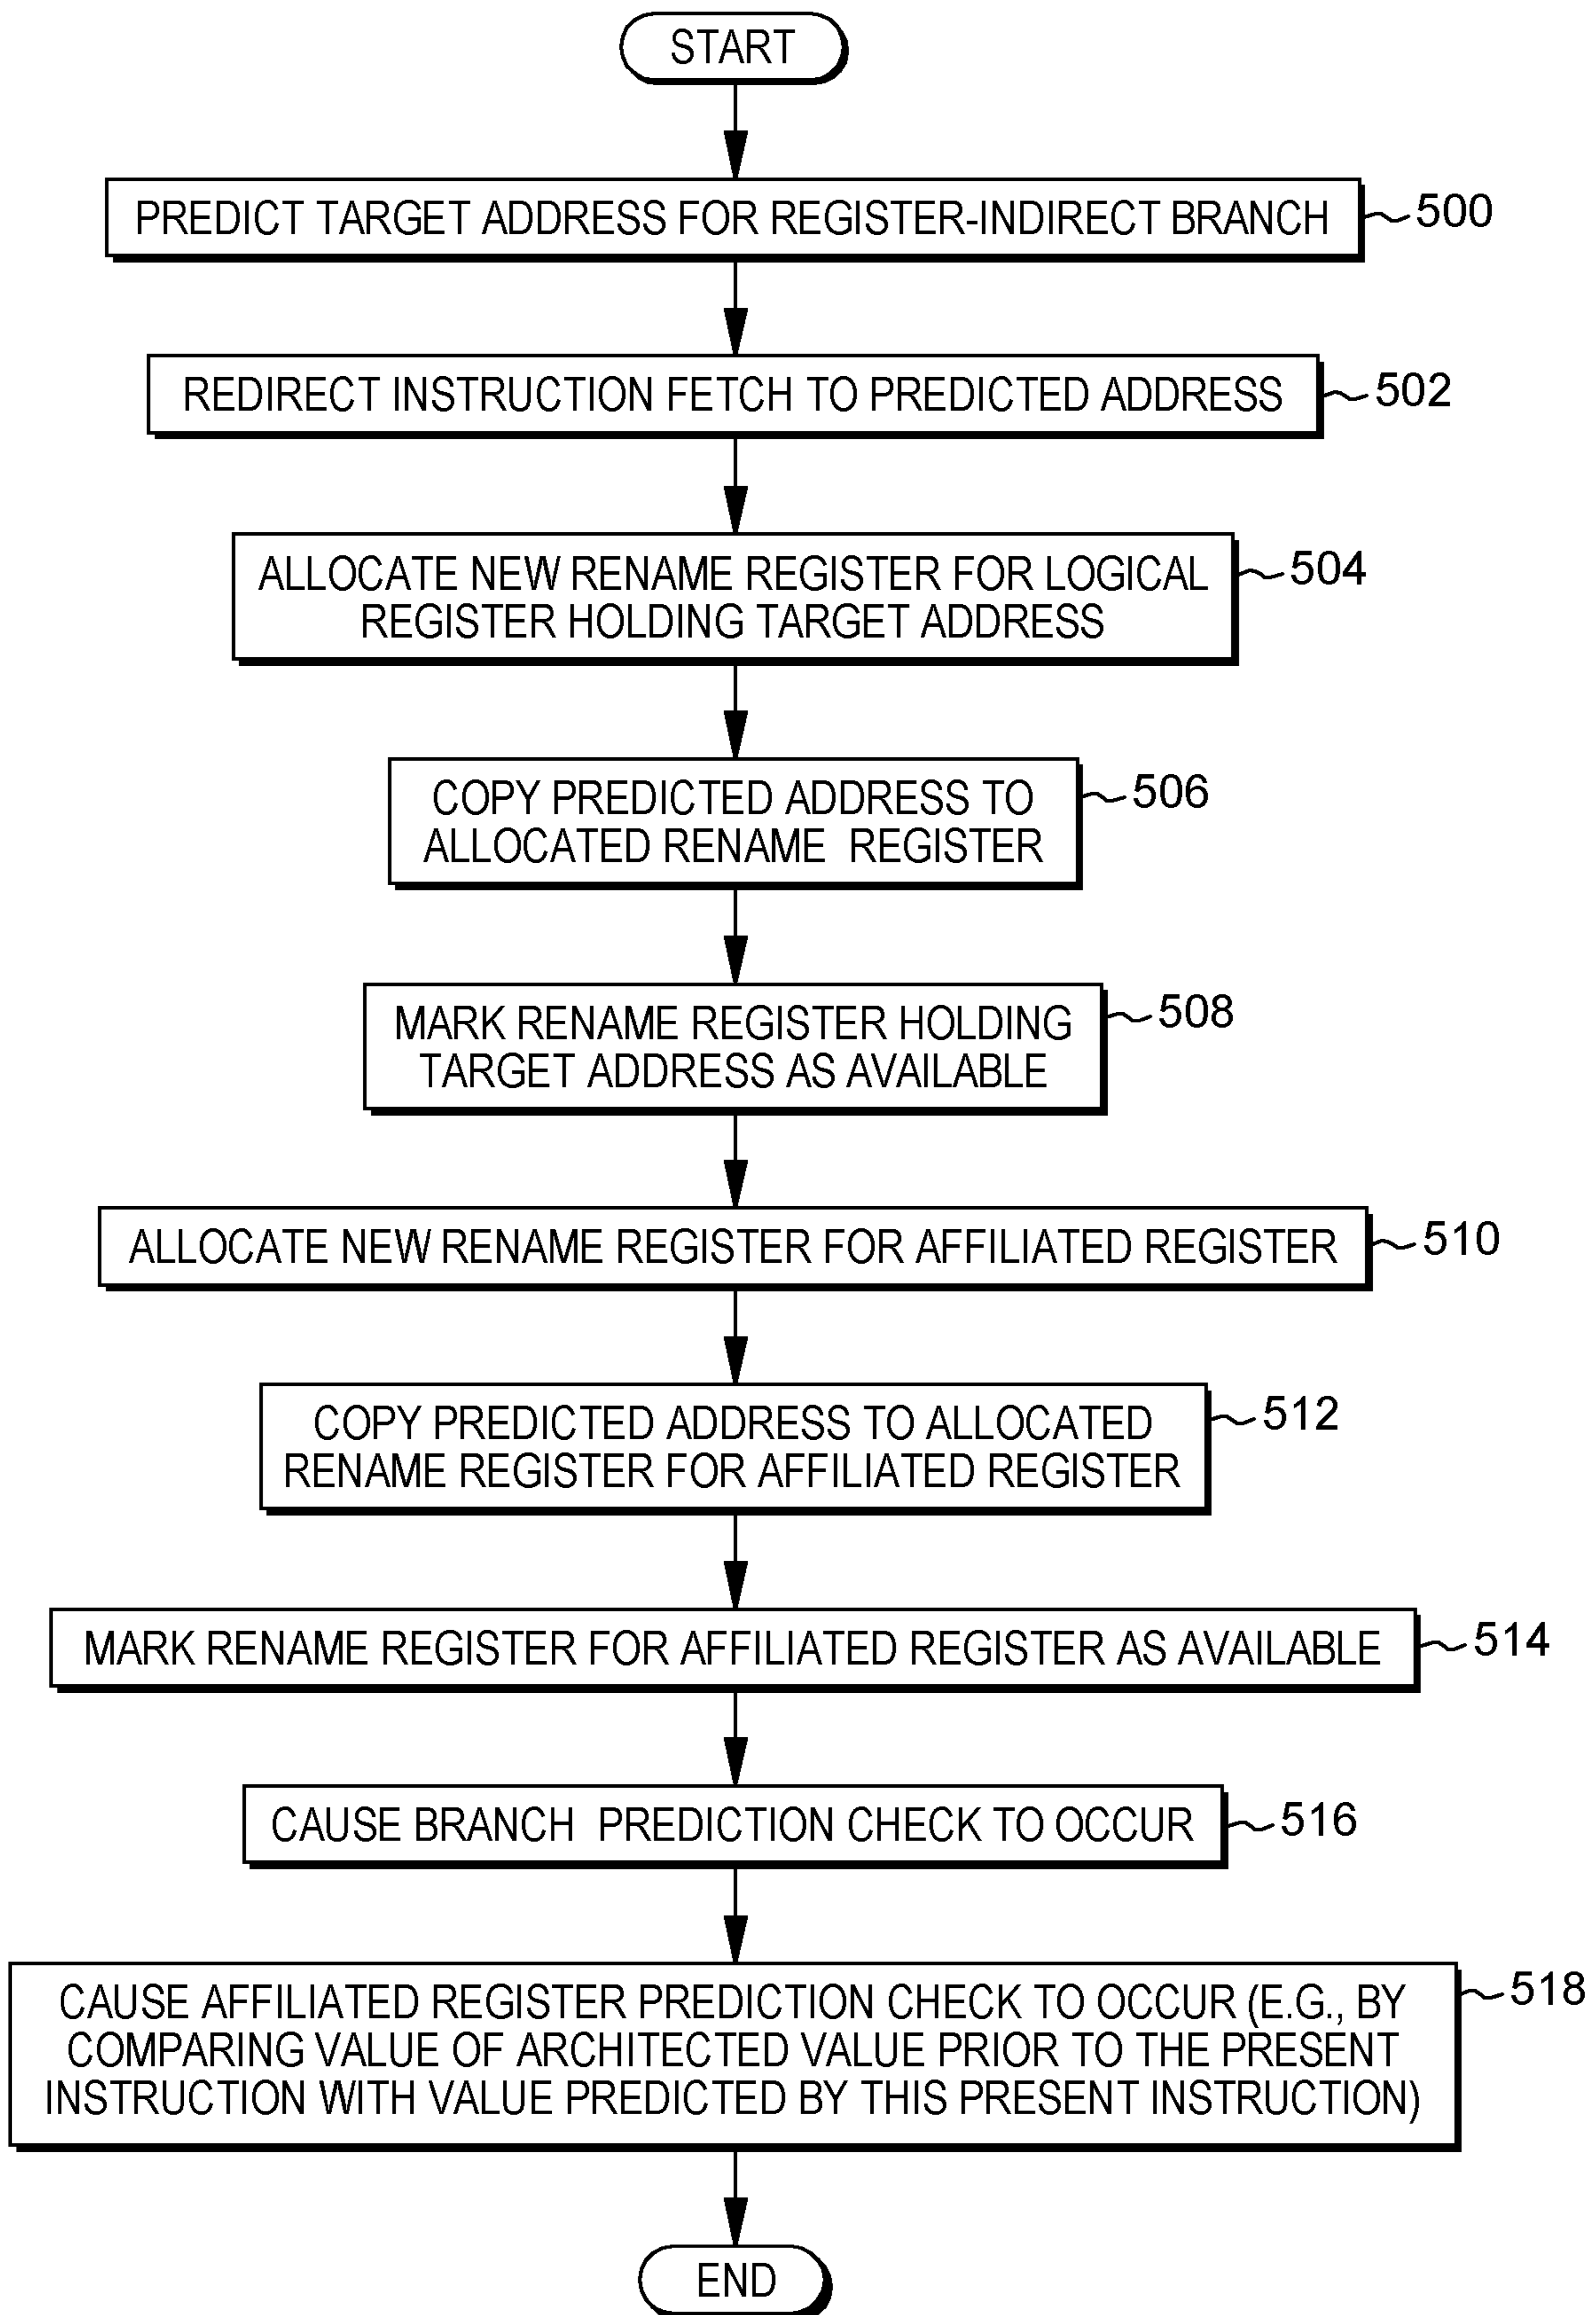 START
PREDICT TARGET ADDRESS FOR REGISTER-INDIRECT BRANCH
500
REDIRECT INSTRUCTION FETCH TO PREDICTED ADDRESS
502
ALLOCATE NEW RENAME REGISTER FOR LOGICAL
REGISTER HOLDING TARGET ADDRESS
504
COPY PREDICTED ADDRESS TO
ALLOCATED RENAME REGISTER
506
MARK RENAME REGISTER HOLDING
TARGET ADDRESS AS AVAILABLE
508
ALLOCATE NEW RENAME REGISTER FOR AFFILIATED REGISTER
510
COPY PREDICTED ADDRESS TO ALLOCATED
RENAME REGISTER FOR AFFILIATED REGISTER
512
MARK RENAME REGISTER FOR AFFILIATED REGISTER AS AVAILABLE
514
CAUSE BRANCH PREDICTION CHECK TO OCCUR
516
CAUSE AFFILIATED REGISTER PREDICTION CHECK TO OCCUR (E.G., BY
COMPARING VALUE OF ARCHITECTED VALUE PRIOR TO THE PRESENT
INSTRUCTION WITH VALUE PREDICTED BY THIS PRESENT INSTRUCTION)
518
END